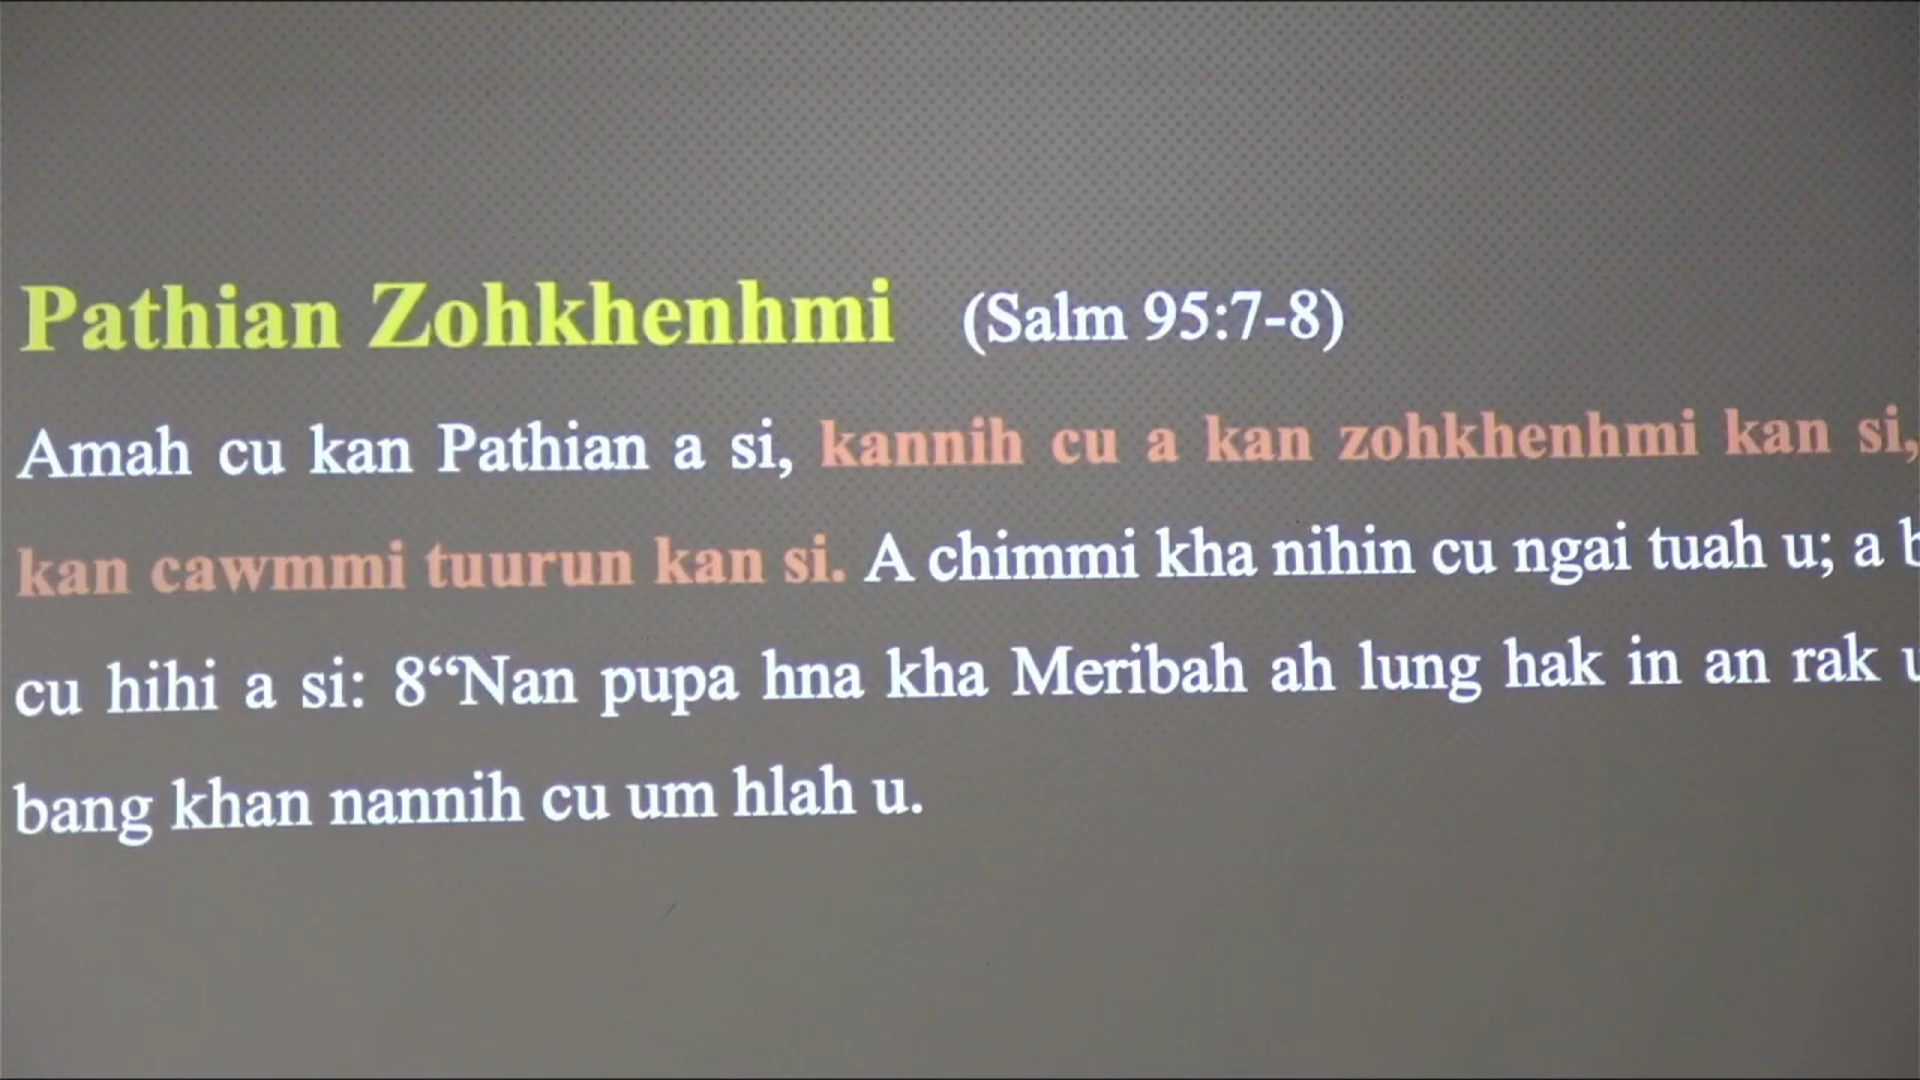 Pathian Zohkhenhmi (Salm 95:7-8)
Amah cu kan Pathian a si, kannih cu a kan zohkhenhmi kan si,
kan cawmmi tuurun kan si. A chimmi kha nihin cu ngai tuah u; a
cu hihi a si: 8“Nan pupa hna kha Meribah ah lung hak in an rak
bang khan nannih cu um hlah u.